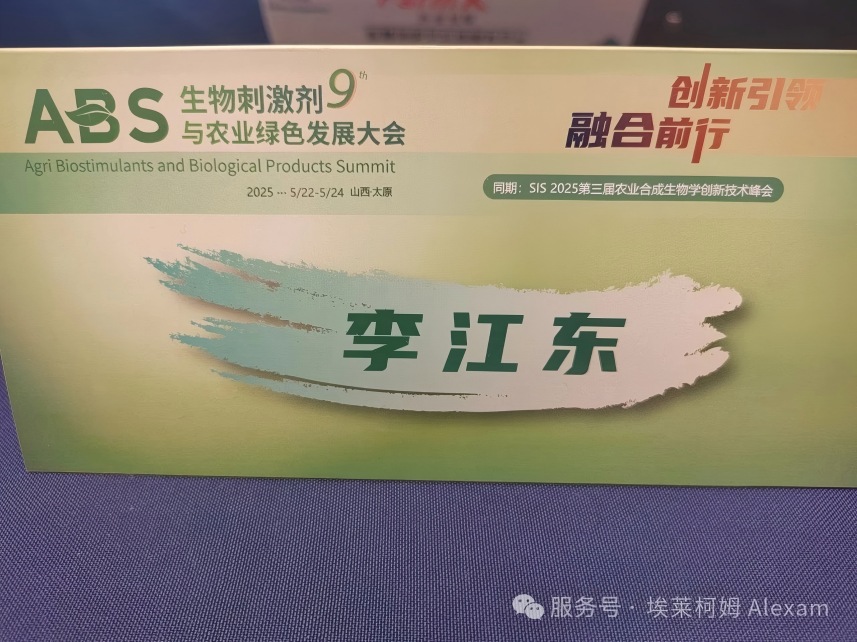 ABS 生物刺激剂 9th
与农业绿色发展大会
Agri Biostimulants and Biological Products Summit
2025 ··· 5/22-5/24 山西·太原
创新引领
融合前行
同期：SIS 2025第三届农业合成生物学创新技术峰会
李江东
服务号 · 埃莱柯姆 Alexam